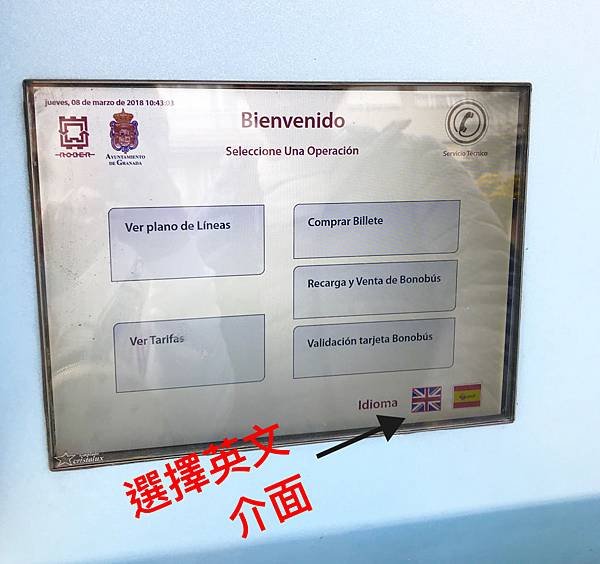 jueves, 08 de marzo de 2018 10:43:03
Bienvenido
Seleccione Una Operación
ROBER
AYUNTAMIENTO
DE GRANADA
Servicio Técnico
Ver plano de Líneas
Comprar Billete
Recarga y Venta de Bonobús
Ver Tarifas
Validación tarjeta Bonobús
Idioma
cristalux
選擇英文
介面